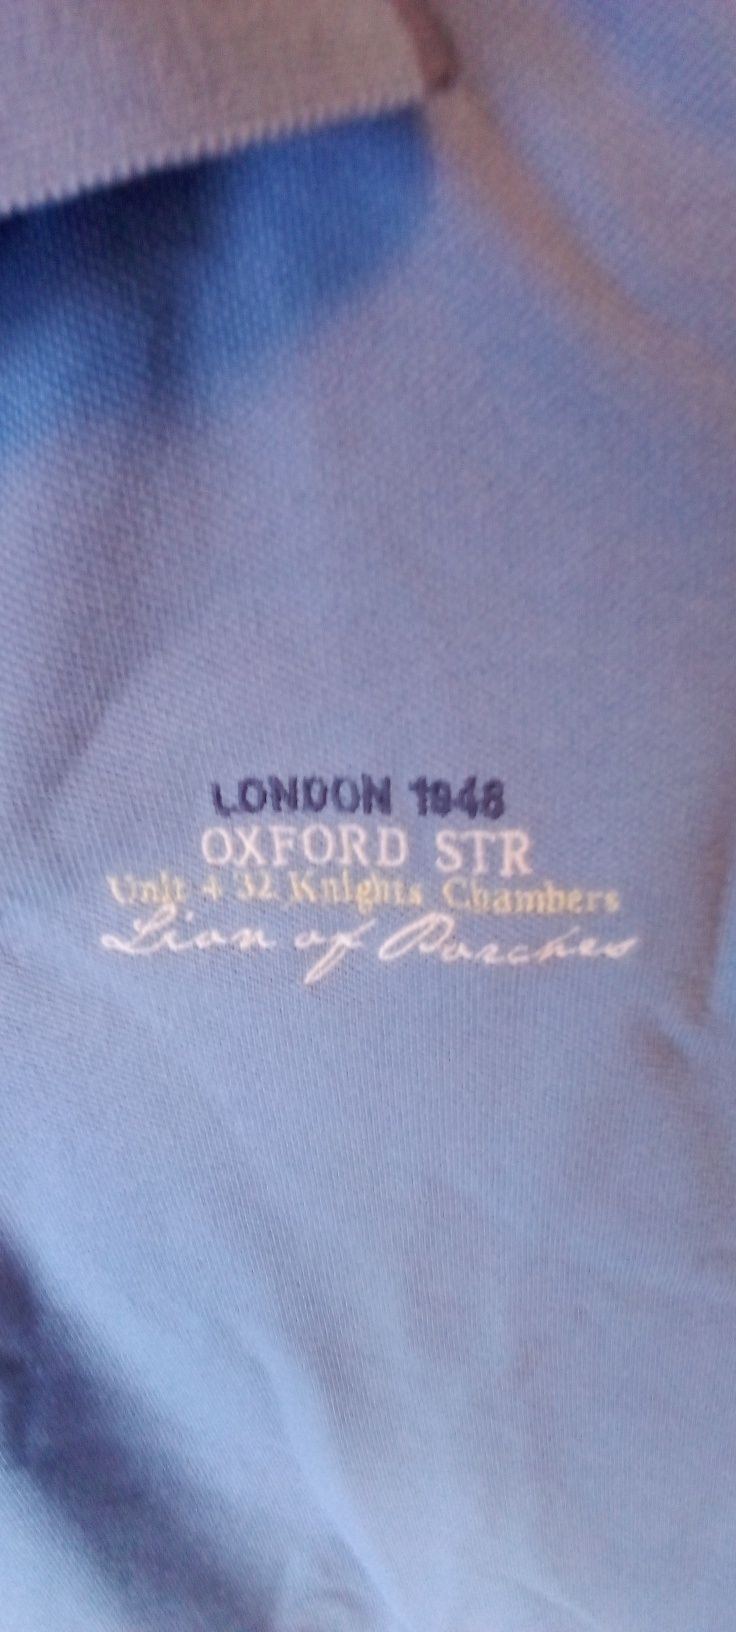 LONDON 1948
OXFORD STR
Unit 4 32 Knights Chambers
Lion of Porches